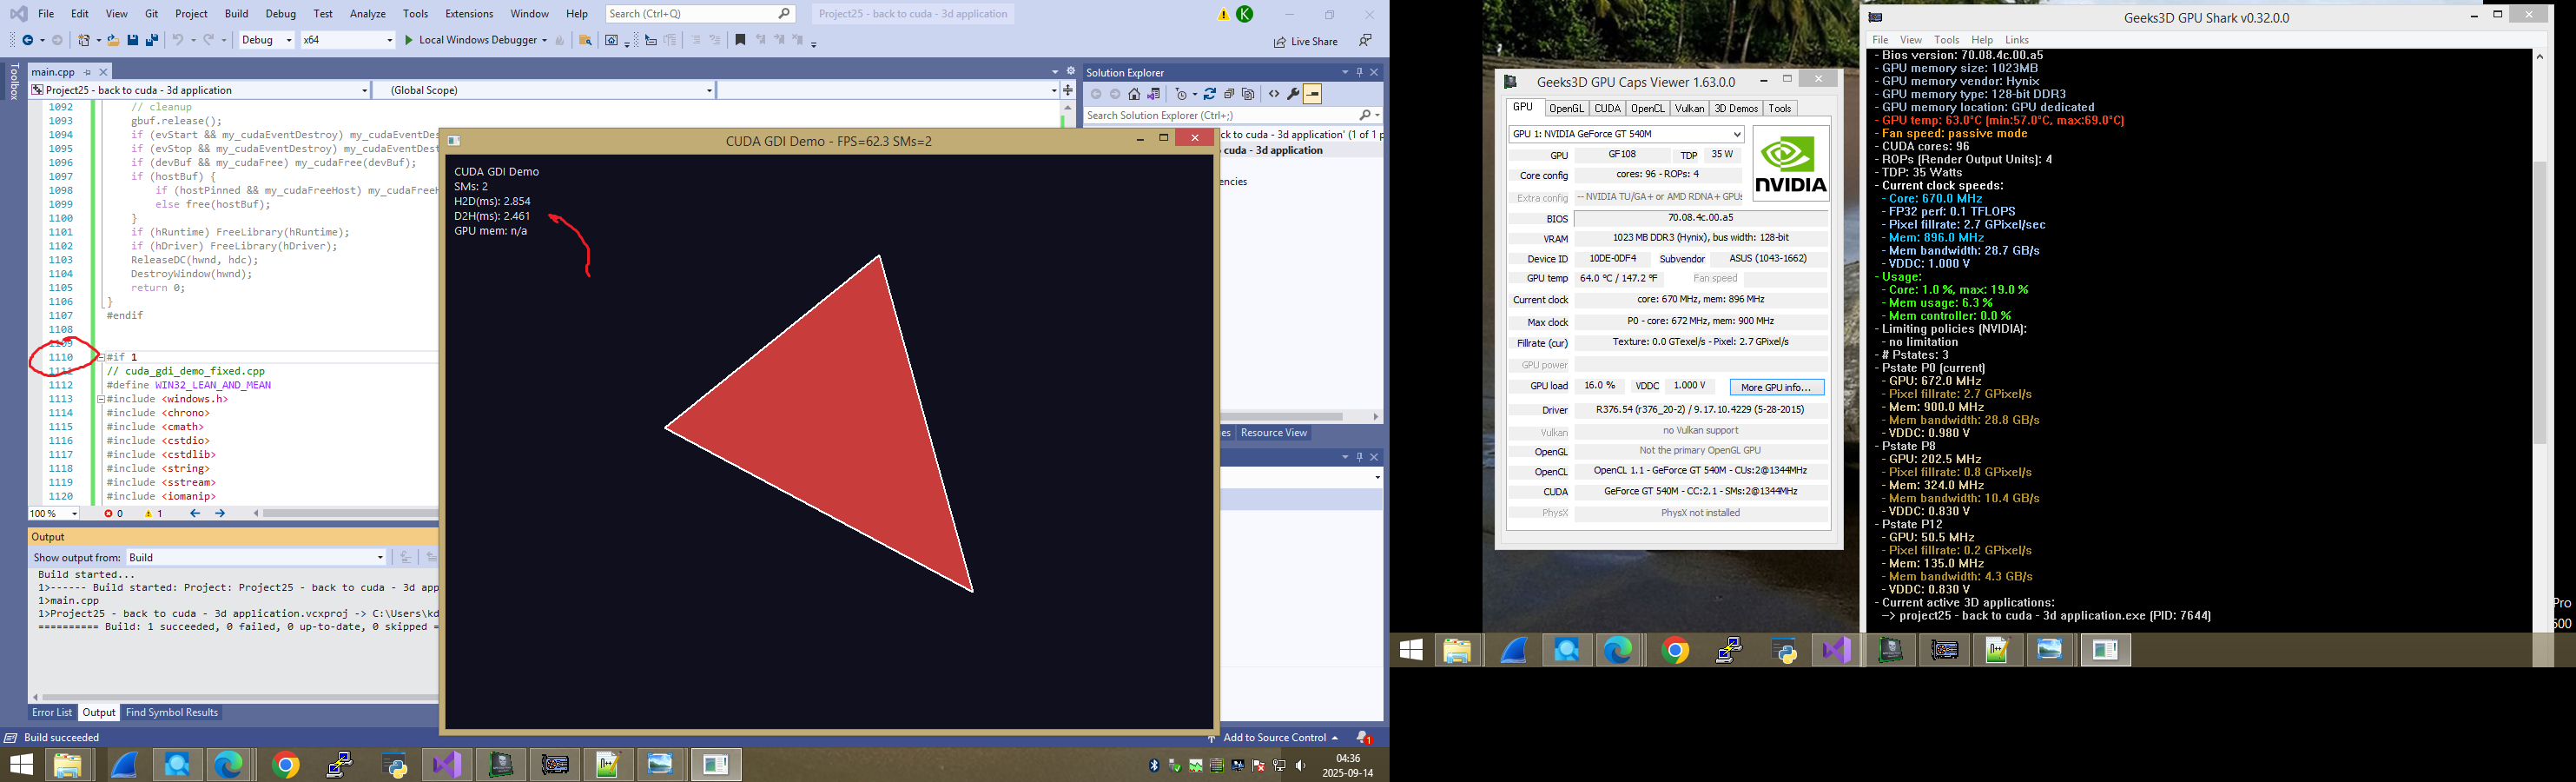 File Edit View Git Project Build Debug Test Analyze Tools Extensions Window Help Search (Ctrl+Q) Project25 - back to cuda - 3d application K
Debug x64 Local Windows Debugger Live Share
Toolbox
main.cpp
Project25 - back to cuda - 3d application (Global Scope)
1092 // cleanup
1093 gbuf.release();
1094 if (evStart && my_cudaEventDestroy) my_cudaEventDes
1095 if (evStop && my_cudaEventDestroy) my_cudaEventDest
1096 if (devBuf && my_cudaFree) my_cudaFree(devBuf);
1097 if (hostBuf) {
1098 if (hostPinned && my_cudaFreeHost) my_cudaFreeH
1099 else free(hostBuf);
1100 }
1101 if (hRuntime) FreeLibrary(hRuntime);
1102 if (hDriver) FreeLibrary(hDriver);
1103 ReleaseDC(hwnd, hdc);
1104 DestroyWindow(hwnd);
1105 return 0;
1106 }
1107 #endif
1108
1109
1110 #if 1
1111 // cuda_gdi_demo_fixed.cpp
1112 #define WIN32_LEAN_AND_MEAN
1113 #include <windows.h>
1114 #include <chrono>
1115 #include <cmath>
1116 #include <cstdio>
1117 #include <cstdlib>
1118 #include <string>
1119 #include <sstream>
1120 #include <iomanip>
100 % 0 1
Output
Show output from: Build
Build started...
1>------ Build started: Project: Project25 - back to cuda - 3d app
1>main.cpp
1>Project25 - back to cuda - 3d application.vcxproj -> C:\Users\kd
========== Build: 1 succeeded, 0 failed, 0 up-to-date, 0 skipped =
Error List Output Find Symbol Results
Build succeeded
Add to Source Control 1
CUDA GDI Demo - FPS=62.3 SMs=2
CUDA GDI Demo
SMs: 2
H2D(ms): 2.854
D2H(ms): 2.461
GPU mem: n/a
Solution Explorer
Search Solution Explorer (Ctrl+;)
ck to cuda - 3d application' (1 of 1 p
cuda - 3d application
encies
es Resource View
04:36
2025-09-14
Geeks3D GPU Caps Viewer 1.63.0.0
GPU OpenGL CUDA OpenCL Vulkan 3D Demos Tools
GPU 1: NVIDIA GeForce GT 540M
NVIDIA
GPU GF108 TDP 35 W
Core config cores: 96 - ROPs: 4
Extra config -- NVIDIA TU/GA+ or AMD RDNA+ GPUs
BIOS 70.08.4c.00.a5
VRAM 1023 MB DDR3 (Hynix), bus width: 128-bit
Device ID 10DE-0DF4 Subvendor ASUS (1043-1662)
GPU temp 64.0 °C / 147.2 °F Fan speed
Current clock core: 670 MHz, mem: 896 MHz
Max clock P0 - core: 672 MHz, mem: 900 MHz
Fillrate (cur) Texture: 0.0 GTexel/s - Pixel: 2.7 GPixel/s
GPU power
GPU load 16.0 % VDDC 1.000 V More GPU info...
Driver R376.54 (r376_20-2) / 9.17.10.4229 (5-28-2015)
Vulkan no Vulkan support
OpenGL Not the primary OpenGL GPU
OpenCL OpenCL 1.1 - GeForce GT 540M - CUs:2@1344MHz
CUDA GeForce GT 540M - CC:2.1 - SMs:2@1344MHz
PhysX PhysX not installed
Geeks3D GPU Shark v0.32.0.0
File View Tools Help Links
- Bios version: 70.08.4c.00.a5
- GPU memory size: 1023MB
- GPU memory vendor: Hynix
- GPU memory type: 128-bit DDR3
- GPU memory location: GPU dedicated
- GPU temp: 63.0°C (min:57.0°C, max:69.0°C)
- Fan speed: passive mode
- CUDA cores: 96
- ROPs (Render Output Units): 4
- TDP: 35 Watts
- Current clock speeds:
- Core: 670.0 MHz
- FP32 perf: 0.1 TFLOPS
- Pixel fillrate: 2.7 GPixel/sec
- Mem: 896.0 MHz
- Mem bandwidth: 28.7 GB/s
- VDDC: 1.000 V
- Usage:
- Core: 1.0 %, max: 19.0 %
- Mem usage: 6.3 %
- Mem controller: 0.0 %
- Limiting policies (NVIDIA):
- no limitation
- # Pstates: 3
- Pstate P0 (current)
- GPU: 672.0 MHz
- Pixel fillrate: 2.7 GPixel/s
- Mem: 900.0 MHz
- Mem bandwidth: 28.8 GB/s
- VDDC: 0.980 V
- Pstate P8
- GPU: 202.5 MHz
- Pixel fillrate: 0.8 GPixel/s
- Mem: 324.0 MHz
- Mem bandwidth: 10.4 GB/s
- VDDC: 0.830 V
- Pstate P12
- GPU: 50.5 MHz
- Pixel fillrate: 0.2 GPixel/s
- Mem: 135.0 MHz
- Mem bandwidth: 4.3 GB/s
- VDDC: 0.830 V
- Current active 3D applications:
--> project25 - back to cuda - 3d application.exe (PID: 7644)
Pro
500